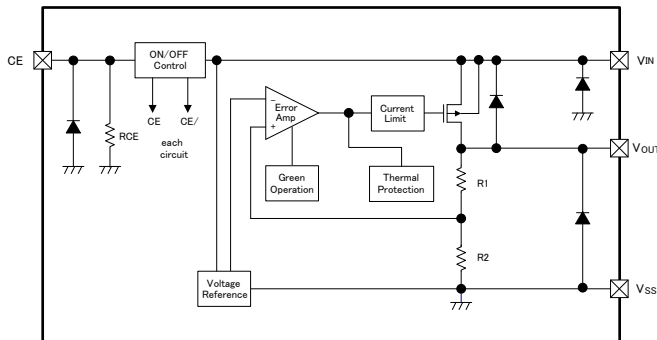 CE
ON/OFF
Control
VIN
CE
CE/
each
circuit
RCE
−
Error
Amp
+
Current
Limit
Green
Operation
Thermal
Protection
VOUT
R1
R2
Voltage
Reference
VSS